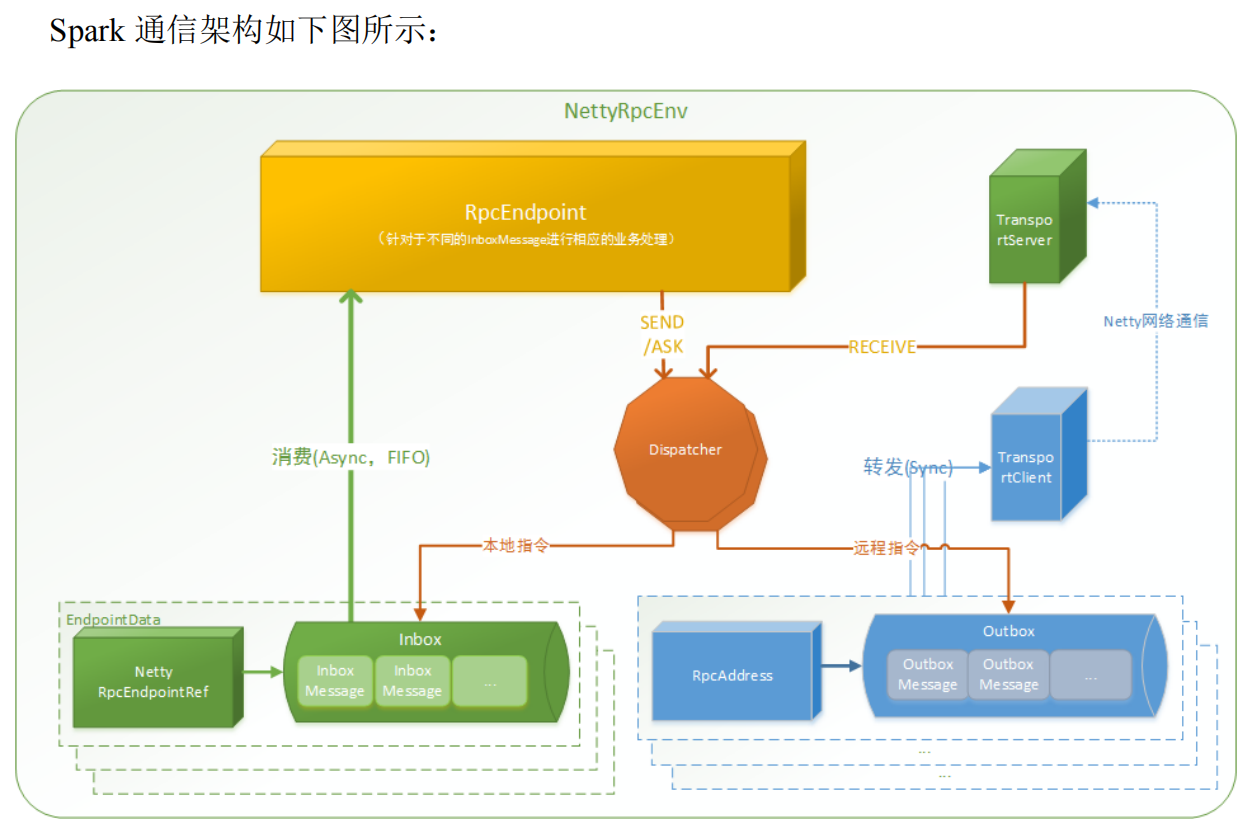 Spark 通信架构如下图所示：
NettyRpcEnv
RpcEndpoint
（针对于不同的InboxMessage进行相应的业务处理）
Transpo
rtServer
SEND
/ASK
RECEIVE
Netty网络通信
Dispatcher
消费(Async，FIFO)
转发(Sync)
Transpo
rtClient
本地指令
远程指令
EndpointData
Netty
RpcEndpointRef
Inbox
Inbox
Message
Inbox
Message
...
RpcAddress
Outbox
Outbox
Message
Outbox
Message
...
...
...